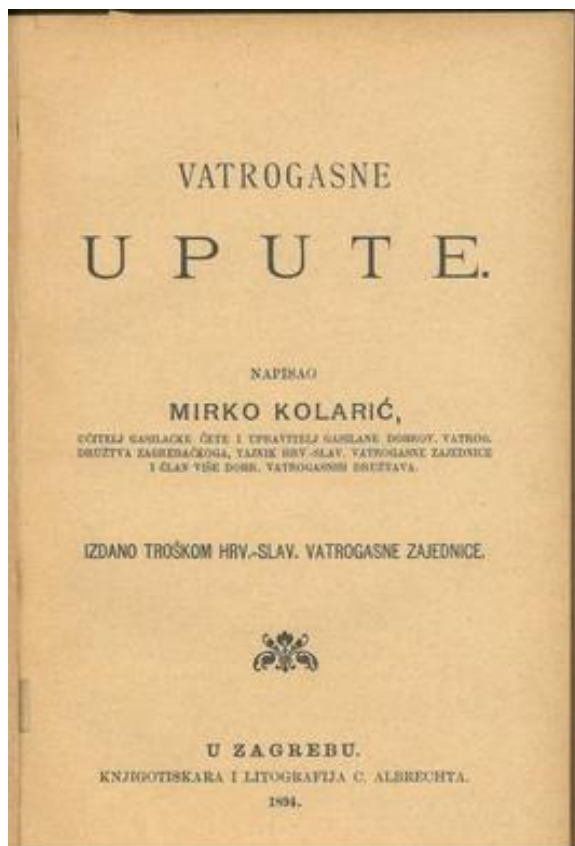 VATROGASNE
UPUTE.
NAPISAO
MIRKO KOLARIĆ,
UČITELJ GASILAČKE ČETE I UPRAVITELJ GASILANE DOBROV. VATROG.
DRUŽTVA ZAGREBAČKOGA, TAJNIK HRV.-SLAV. VATROGASNE ZAJEDNICE
I ČLAN VIŠE DOBR. VATROGASNIH DRUŽTAVA.
IZDANO TROŠKOM HRV.-SLAV. VATROGASNE ZAJEDNICE.
U ZAGREBU.
KNJIGOTISKARA I LITOGRAFIJA C. ALBRECHTA.
1894.